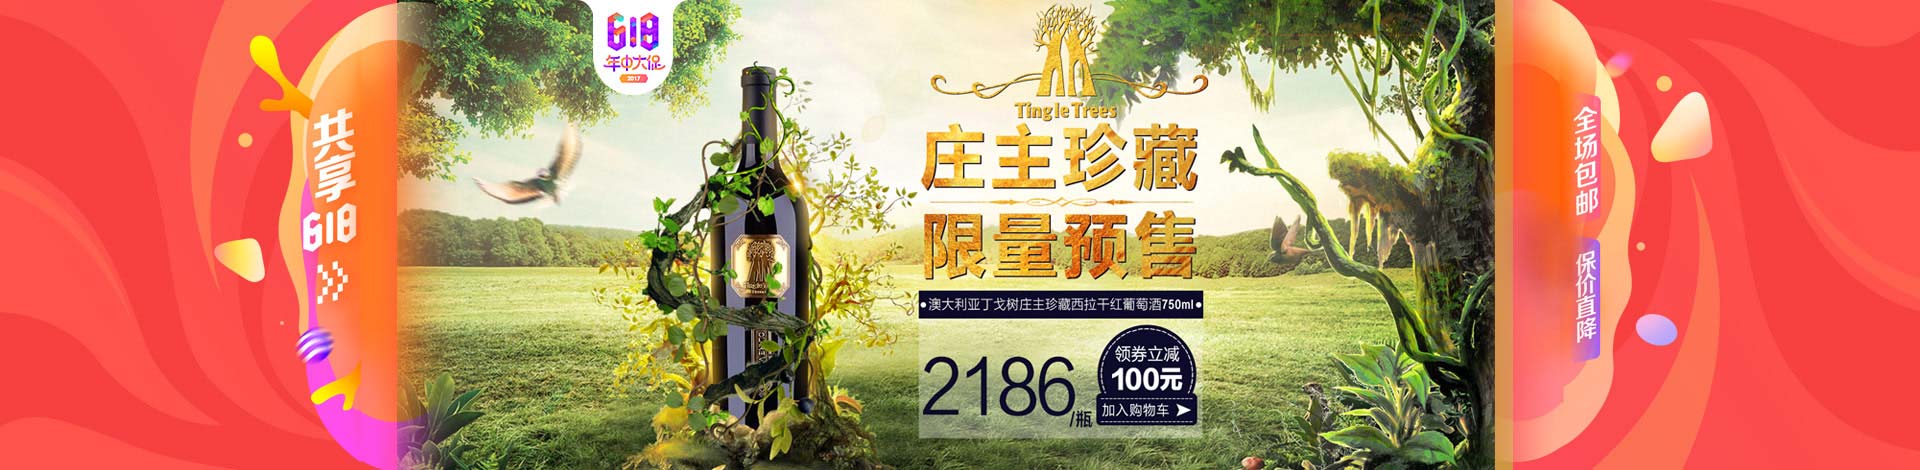 共享
618
618
年中大促
2017
Tingle Trees
庄主珍藏
限量预售
澳大利亚丁戈树庄主珍藏西拉干红葡萄酒750ml
2186/瓶
领券立减
100元
加入购物车
Tingle Trees
全场包邮
保价直降